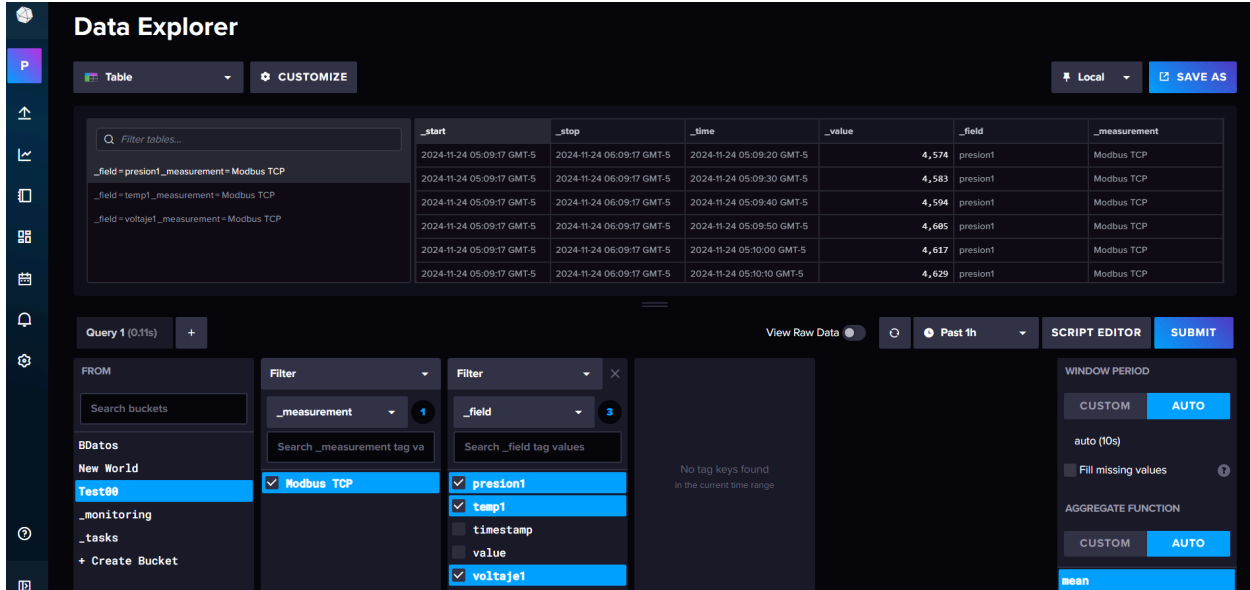 Data Explorer
P
Table
CUSTOMIZE
Local
SAVE AS
Filter tables...
_field = presion1 _measurement = Modbus TCP
_field = temp1 _measurement = Modbus TCP
_field = voltaje1 _measurement = Modbus TCP
_start _stop _time _value _field _measurement
2024-11-24 05:09:17 GMT-5 2024-11-24 06:09:17 GMT-5 2024-11-24 05:09:20 GMT-5 4,574 presion1 Modbus TCP
2024-11-24 05:09:17 GMT-5 2024-11-24 06:09:17 GMT-5 2024-11-24 05:09:30 GMT-5 4,583 presion1 Modbus TCP
2024-11-24 05:09:17 GMT-5 2024-11-24 06:09:17 GMT-5 2024-11-24 05:09:40 GMT-5 4,594 presion1 Modbus TCP
2024-11-24 05:09:17 GMT-5 2024-11-24 06:09:17 GMT-5 2024-11-24 05:09:50 GMT-5 4,605 presion1 Modbus TCP
2024-11-24 05:09:17 GMT-5 2024-11-24 06:09:17 GMT-5 2024-11-24 05:10:00 GMT-5 4,617 presion1 Modbus TCP
2024-11-24 05:09:17 GMT-5 2024-11-24 06:09:17 GMT-5 2024-11-24 05:10:10 GMT-5 4,629 presion1 Modbus TCP
Query 1 (0.11s)
+
View Raw Data
Past 1h
SCRIPT EDITOR
SUBMIT
FROM
Search buckets
BDatos
New World
Test00
_monitoring
_tasks
+ Create Bucket
Filter
_measurement 1
Search _measurement tag va
Modbus TCP
Filter
_field 3
Search _field tag values
presion1
temp1
timestamp
value
voltaje1
No tag keys found
in the current time range
WINDOW PERIOD
CUSTOM AUTO
auto (10s)
Fill missing values
?
AGGREGATE FUNCTION
CUSTOM AUTO
mean